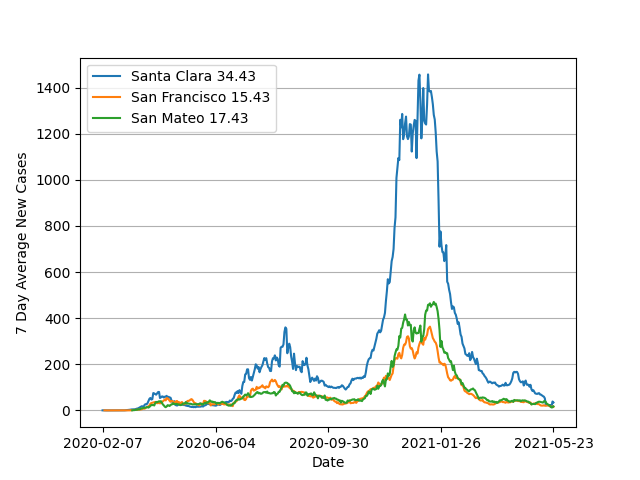 Santa Clara 34.43
San Francisco 15.43
San Mateo 17.43
7 Day Average New Cases
1400
1200
1000
800
600
400
200
0
2020-02-07 2020-06-04 2020-09-30 2021-01-26 2021-05-23
Date